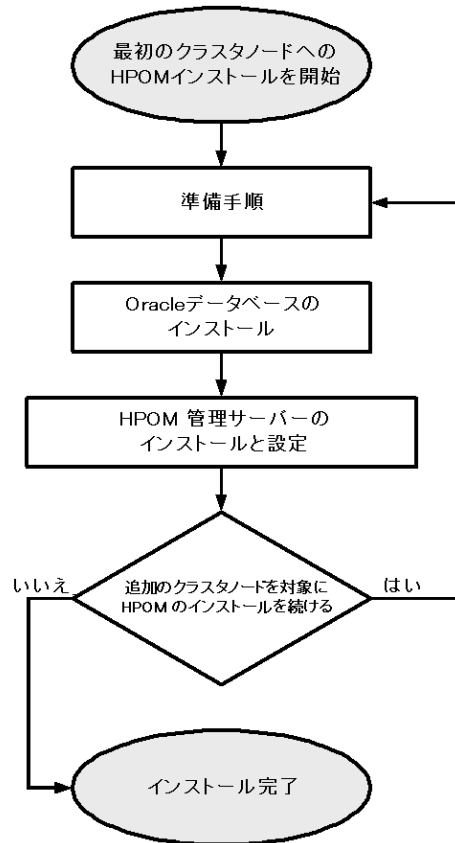 最初のクラスタノードへの
HPOMインストールを開始
準備手順
Oracleデータベースの
インストール
HPOM 管理サーバーの
インストールと設定
いいえ
追加のクラスタノードを対象に
HPOM のインストールを続ける
はい
インストール完了